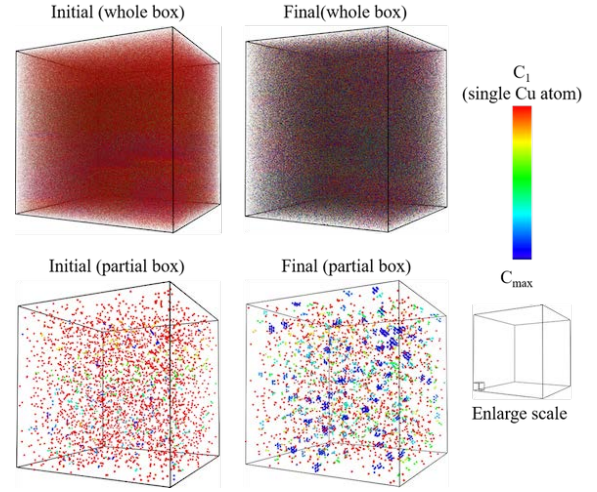 Initial (whole box)
Final(whole box)
C₁
(single Cu atom)
Cmax
Initial (partial box)
Final (partial box)
Enlarge scale